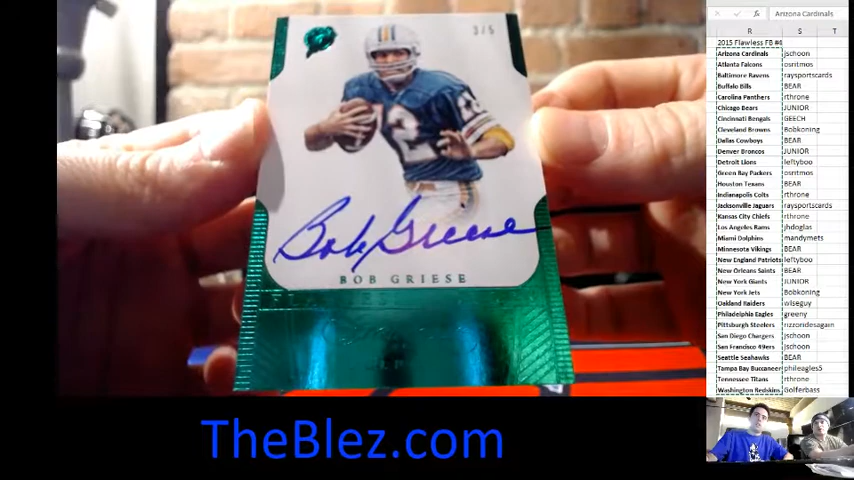 3/5
12
Bob Griese
BOB GRIESE
TheBlez.com
Arizona Cardinals
R S T
2015 Flawless FB #4
Arizona Cardinals jschoon
Atlanta Falcons osritmos
Baltimore Ravens raysportscards
Buffalo Bills BEAR
Carolina Panthers rthrone
Chicago Bears JUNIOR
Cincinnati Bengals GEECH
Cleveland Browns Bobkoning
Dallas Cowboys BEAR
Denver Broncos JUNIOR
Detroit Lions leftyboo
Green Bay Packers osritmos
Houston Texans BEAR
Indianapolis Colts rthrone
Jacksonville Jaguars raysportscards
Kansas City Chiefs rthrone
Los Angeles Rams jhdoglas
Miami Dolphins mandymets
Minnesota Vikings BEAR
New England Patriots leftyboo
New Orleans Saints BEAR
New York Giants JUNIOR
New York Jets Bobkoning
Oakland Raiders wiseguy
Philadelphia Eagles greeny
Pittsburgh Steelers rizzoridesagain
San Diego Chargers jschoon
San Francisco 49ers jschoon
Seattle Seahawks BEAR
Tampa Bay Buccaneer phileagles5
Tennessee Titans rthrone
Washington Redskins Golferbass